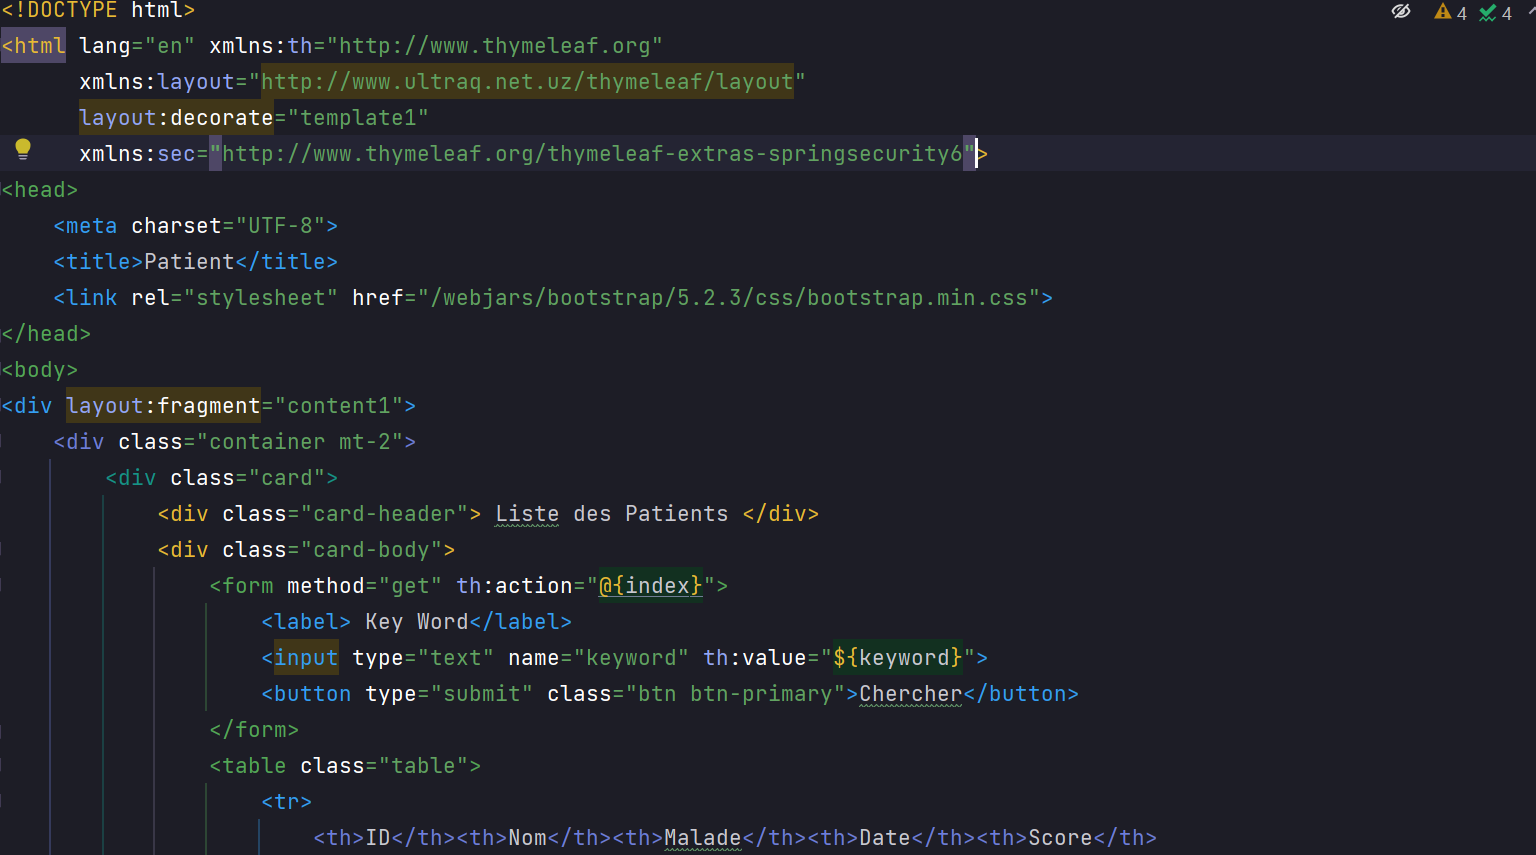 <!DOCTYPE html>
4 4
<html lang="en" xmlns:th="http://www.thymeleaf.org"
xmlns:layout="http://www.ultraq.net.uz/thymeleaf/layout"
layout:decorate="template1"
xmlns:sec="http://www.thymeleaf.org/thymeleaf-extras-springsecurity6">
<head>
<meta charset="UTF-8">
<title>Patient</title>
<link rel="stylesheet" href="/webjars/bootstrap/5.2.3/css/bootstrap.min.css">
</head>
<body>
<div layout:fragment="content1">
<div class="container mt-2">
<div class="card">
<div class="card-header"> Liste des Patients </div>
<div class="card-body">
<form method="get" th:action="@{index}">
<label> Key Word</label>
<input type="text" name="keyword" th:value="${keyword}">
<button type="submit" class="btn btn-primary">Chercher</button>
</form>
<table class="table">
<tr>
<th>ID</th><th>Nom</th><th>Malade</th><th>Date</th><th>Score</th>